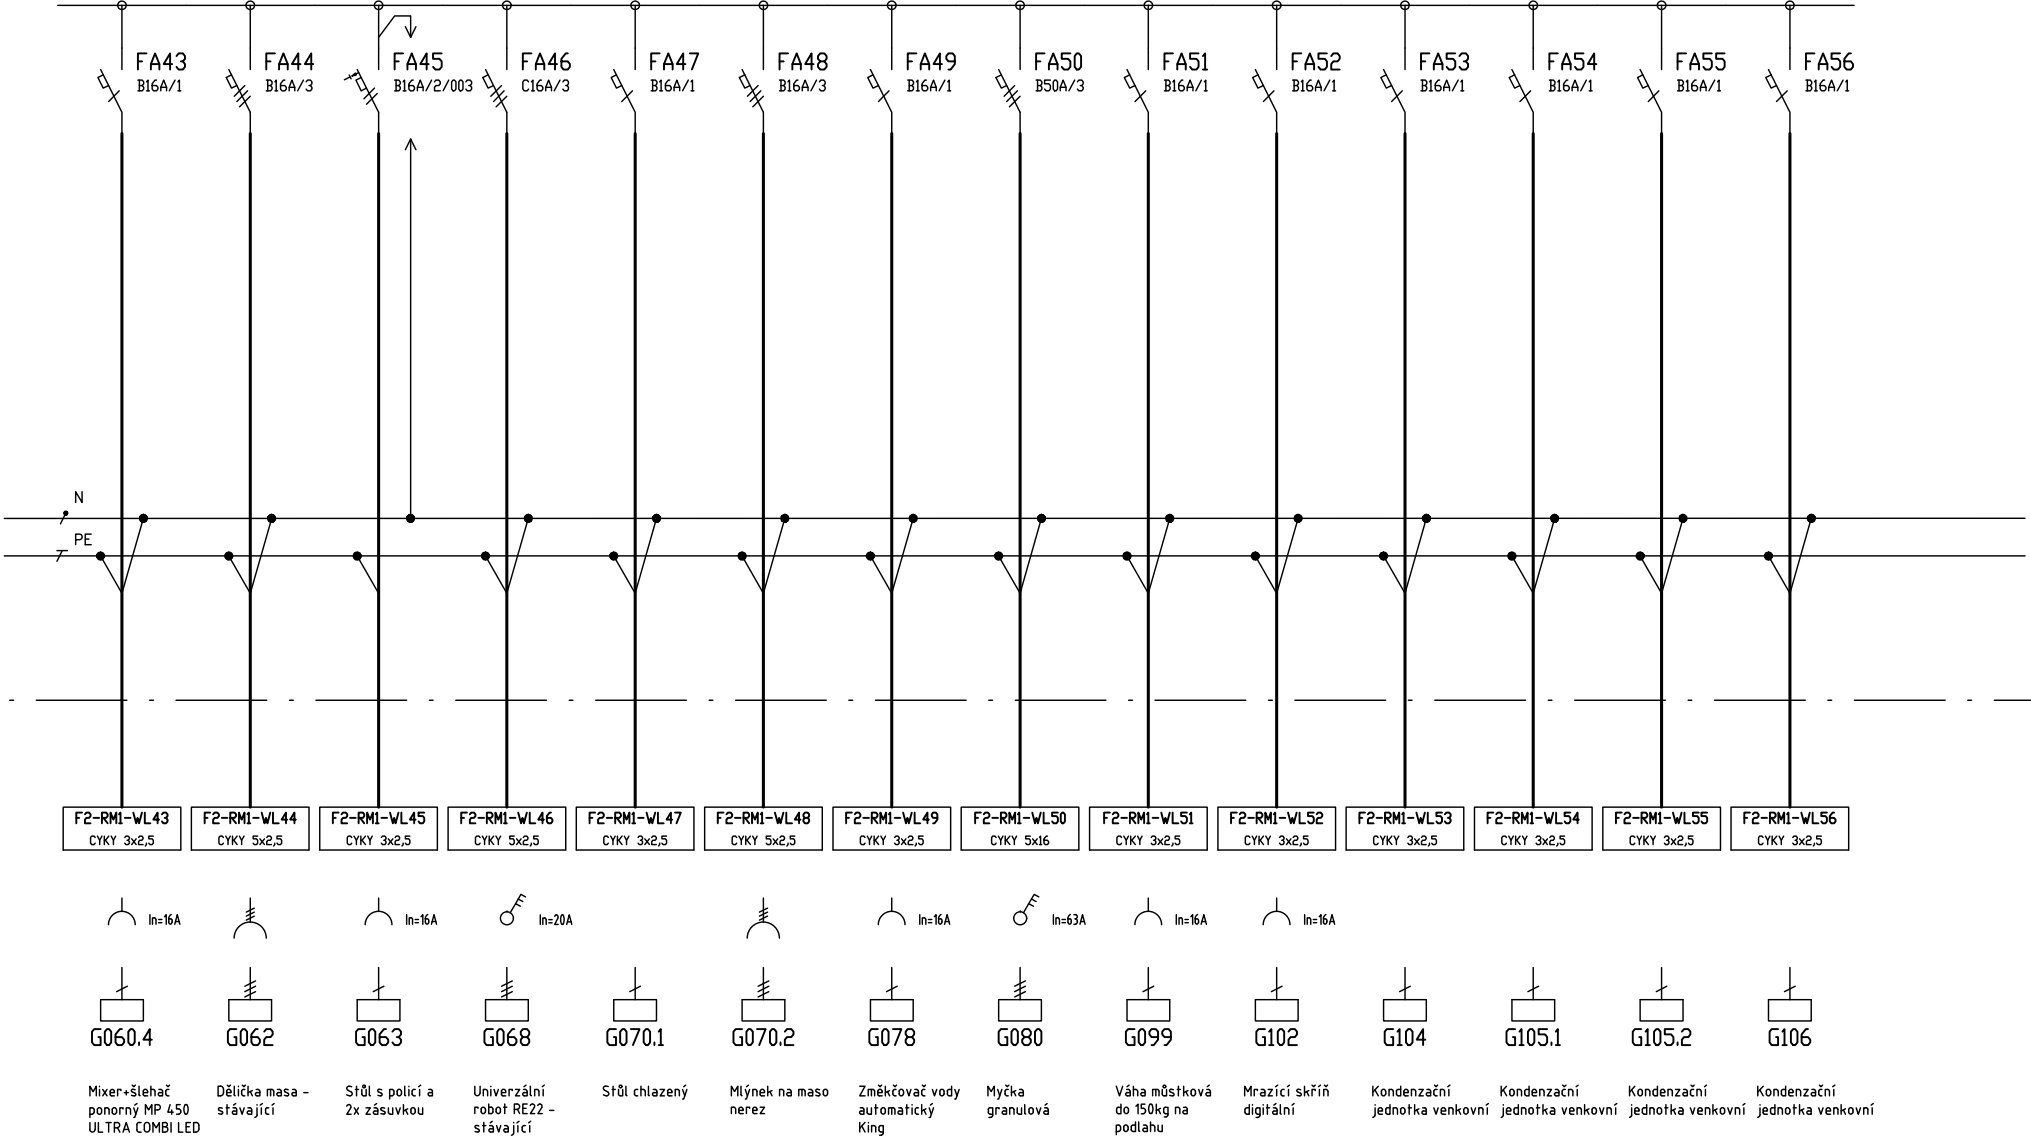 FA43
B16A/1
FA44
B16A/3
FA45
B16A/2/003
FA46
C16A/3
FA47
B16A/1
FA48
B16A/3
FA49
B16A/1
FA50
B50A/3
FA51
B16A/1
FA52
B16A/1
FA53
B16A/1
FA54
B16A/1
FA55
B16A/1
FA56
B16A/1
N
PE
F2-RM1-WL43
CYKY 3x2,5
F2-RM1-WL44
CYKY 5x2,5
F2-RM1-WL45
CYKY 3x2,5
F2-RM1-WL46
CYKY 5x2,5
F2-RM1-WL47
CYKY 3x2,5
F2-RM1-WL48
CYKY 5x2,5
F2-RM1-WL49
CYKY 3x2,5
F2-RM1-WL50
CYKY 5x16
F2-RM1-WL51
CYKY 3x2,5
F2-RM1-WL52
CYKY 3x2,5
F2-RM1-WL53
CYKY 3x2,5
F2-RM1-WL54
CYKY 3x2,5
F2-RM1-WL55
CYKY 3x2,5
F2-RM1-WL56
CYKY 3x2,5
In=16A
In=16A
In=20A
In=16A
In=63A
In=16A
In=16A
G060.4
G062
G063
G068
G070.1
G070.2
G078
G080
G099
G102
G104
G105.1
G105.2
G106
Mixer+šlehač
ponorný MP 450
ULTRA COMBI LED
Dělička masa -
stávající
Stůl s policí a
2x zásuvkou
Univerzální
robot RE22 -
stávající
Stůl chlazený
Mlýnek na maso
nerez
Změkčovač vody
automatický
King
Myčka
granulová
Váha můstková
do 150kg na
podlahu
Mrazící skříň
digitální
Kondenzační
jednotka venkovní
Kondenzační
jednotka venkovní
Kondenzační
jednotka venkovní
Kondenzační
jednotka venkovní